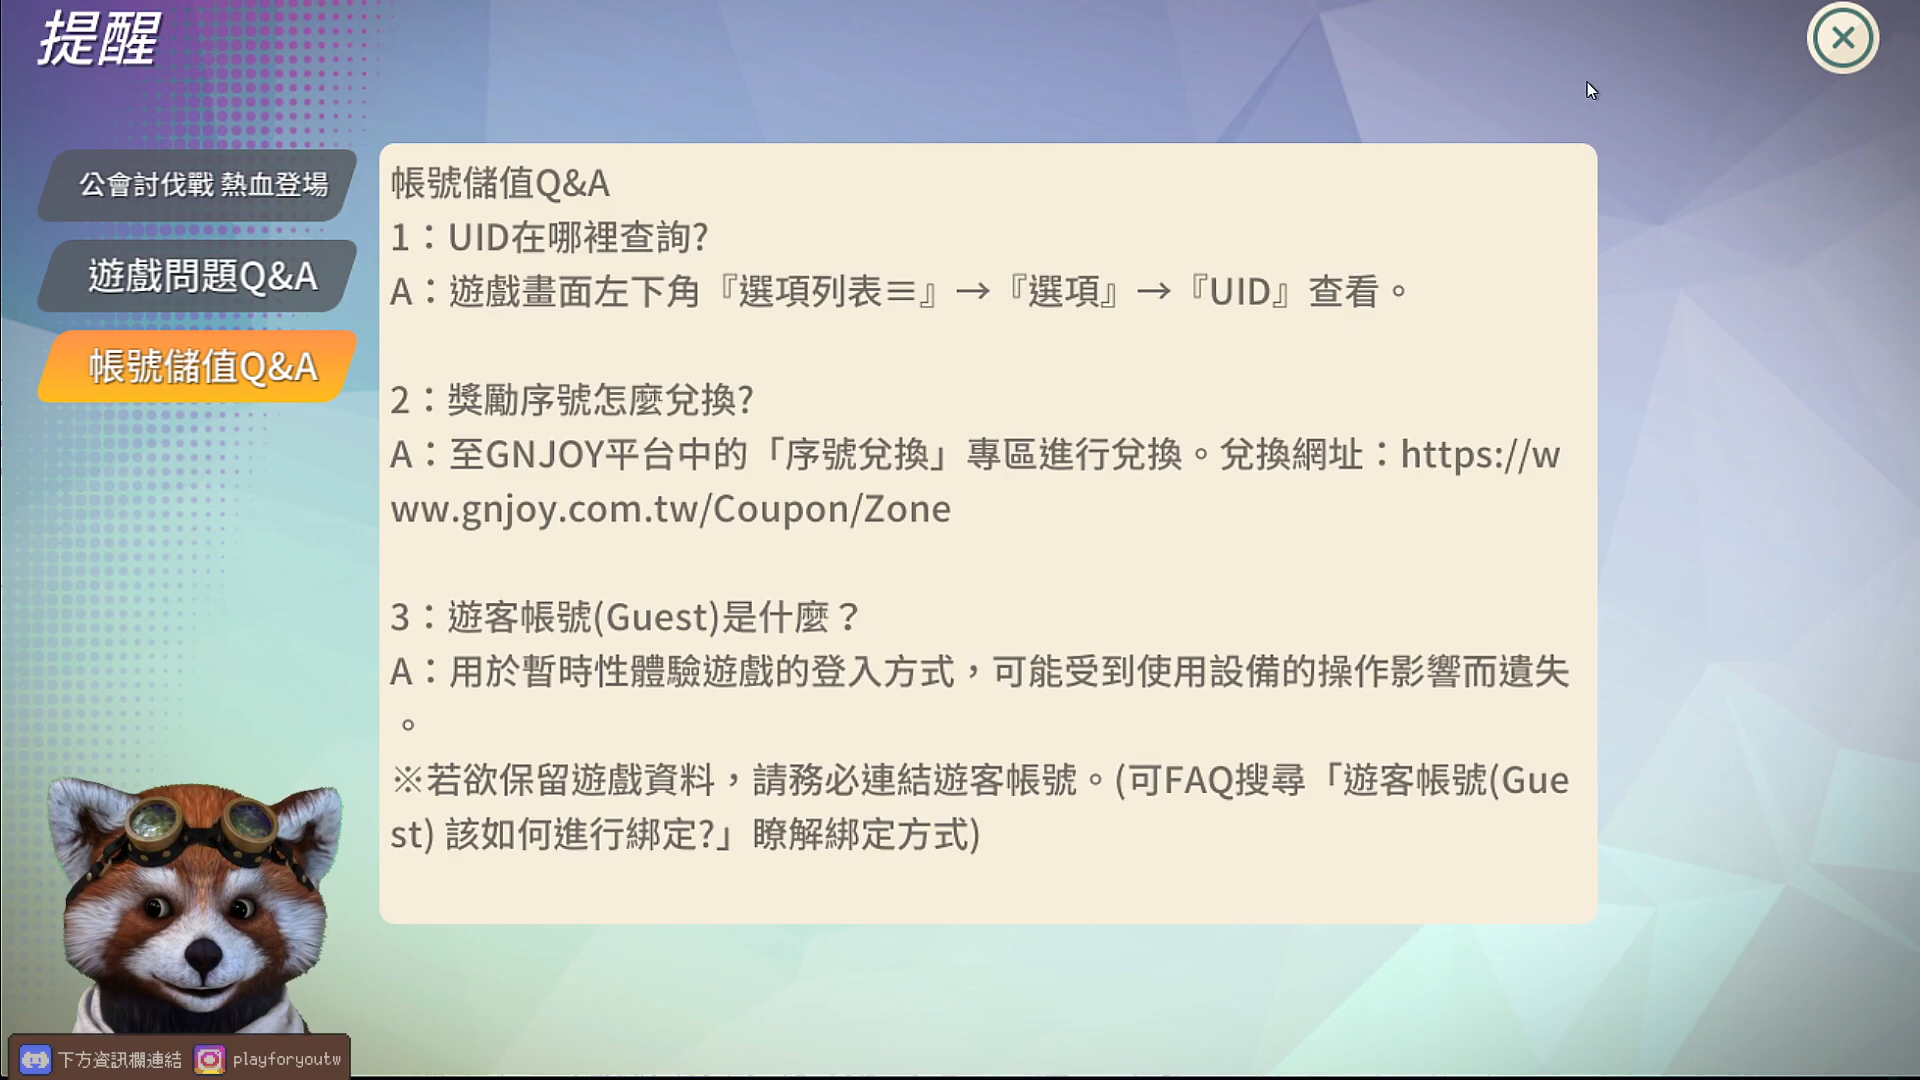 提醒
公會討伐戰 熱血登場
遊戲問題Q&A
帳號儲值Q&A
帳號儲值Q&A
1：UID在哪裡查詢?
A：遊戲畫面左下角『選項列表≡』→『選項』→『UID』查看。
2：獎勵序號怎麼兌換?
A：至GNJOY平台中的「序號兌換」專區進行兌換。兌換網址：https://w
ww.gnjoy.com.tw/Coupon/Zone
3：遊客帳號(Guest)是什麼？
A：用於暫時性體驗遊戲的登入方式，可能受到使用設備的操作影響而遺失
。
※若欲保留遊戲資料，請務必連結遊客帳號。(可FAQ搜尋「遊客帳號(Gue
st) 該如何進行綁定?」瞭解綁定方式)
下方資訊欄連結 playforyoutw